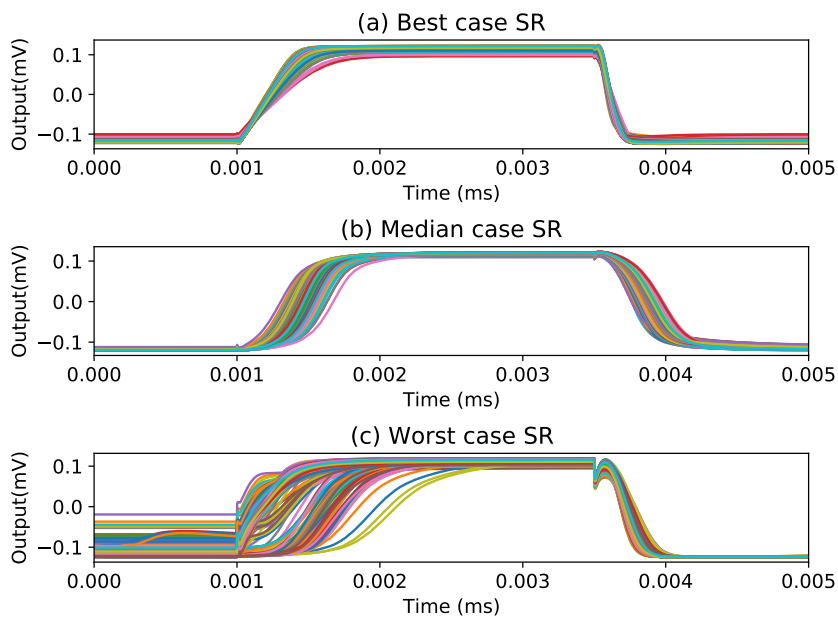 (a) Best case SR
Output(mV)
0.1
0.0
−0.1
0.000 0.001 0.002 0.003 0.004 0.005
Time (ms)
(b) Median case SR
Output(mV)
0.1
0.0
−0.1
0.000 0.001 0.002 0.003 0.004 0.005
Time (ms)
(c) Worst case SR
Output(mV)
0.1
0.0
−0.1
0.000 0.001 0.002 0.003 0.004 0.005
Time (ms)